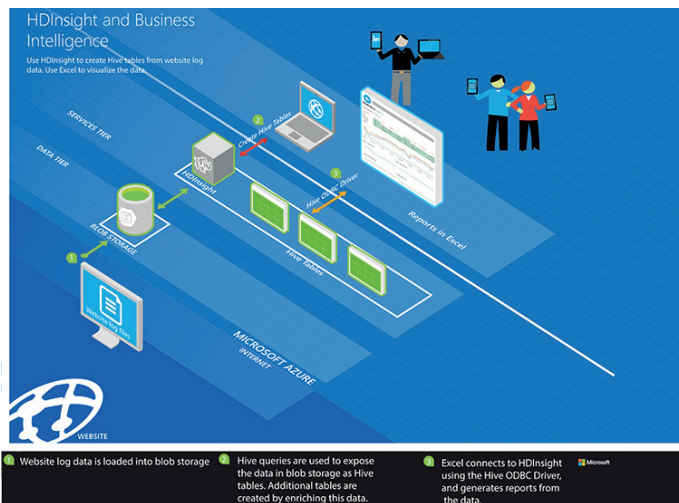 HDInsight and Business
Intelligence
Use HDInsight to create Hive tables from website log
data. Use Excel to visualize the data.
SERVICES TIER
DATA TIER
2
Create Hive Tables
HDInsight
3
Hive ODBC Driver
Reports in Excel
BLOB STORAGE
Hive Tables
1
Website log files
MICROSOFT AZURE
INTERNET
WEBSITE
1 Website log data is loaded into blob storage
2 Hive queries are used to expose
the data in blob storage as Hive
tables. Additional tables are
created by enriching this data.
3 Excel connects to HDInsight
using the Hive ODBC Driver,
and generates reports from
the data.
Microsoft